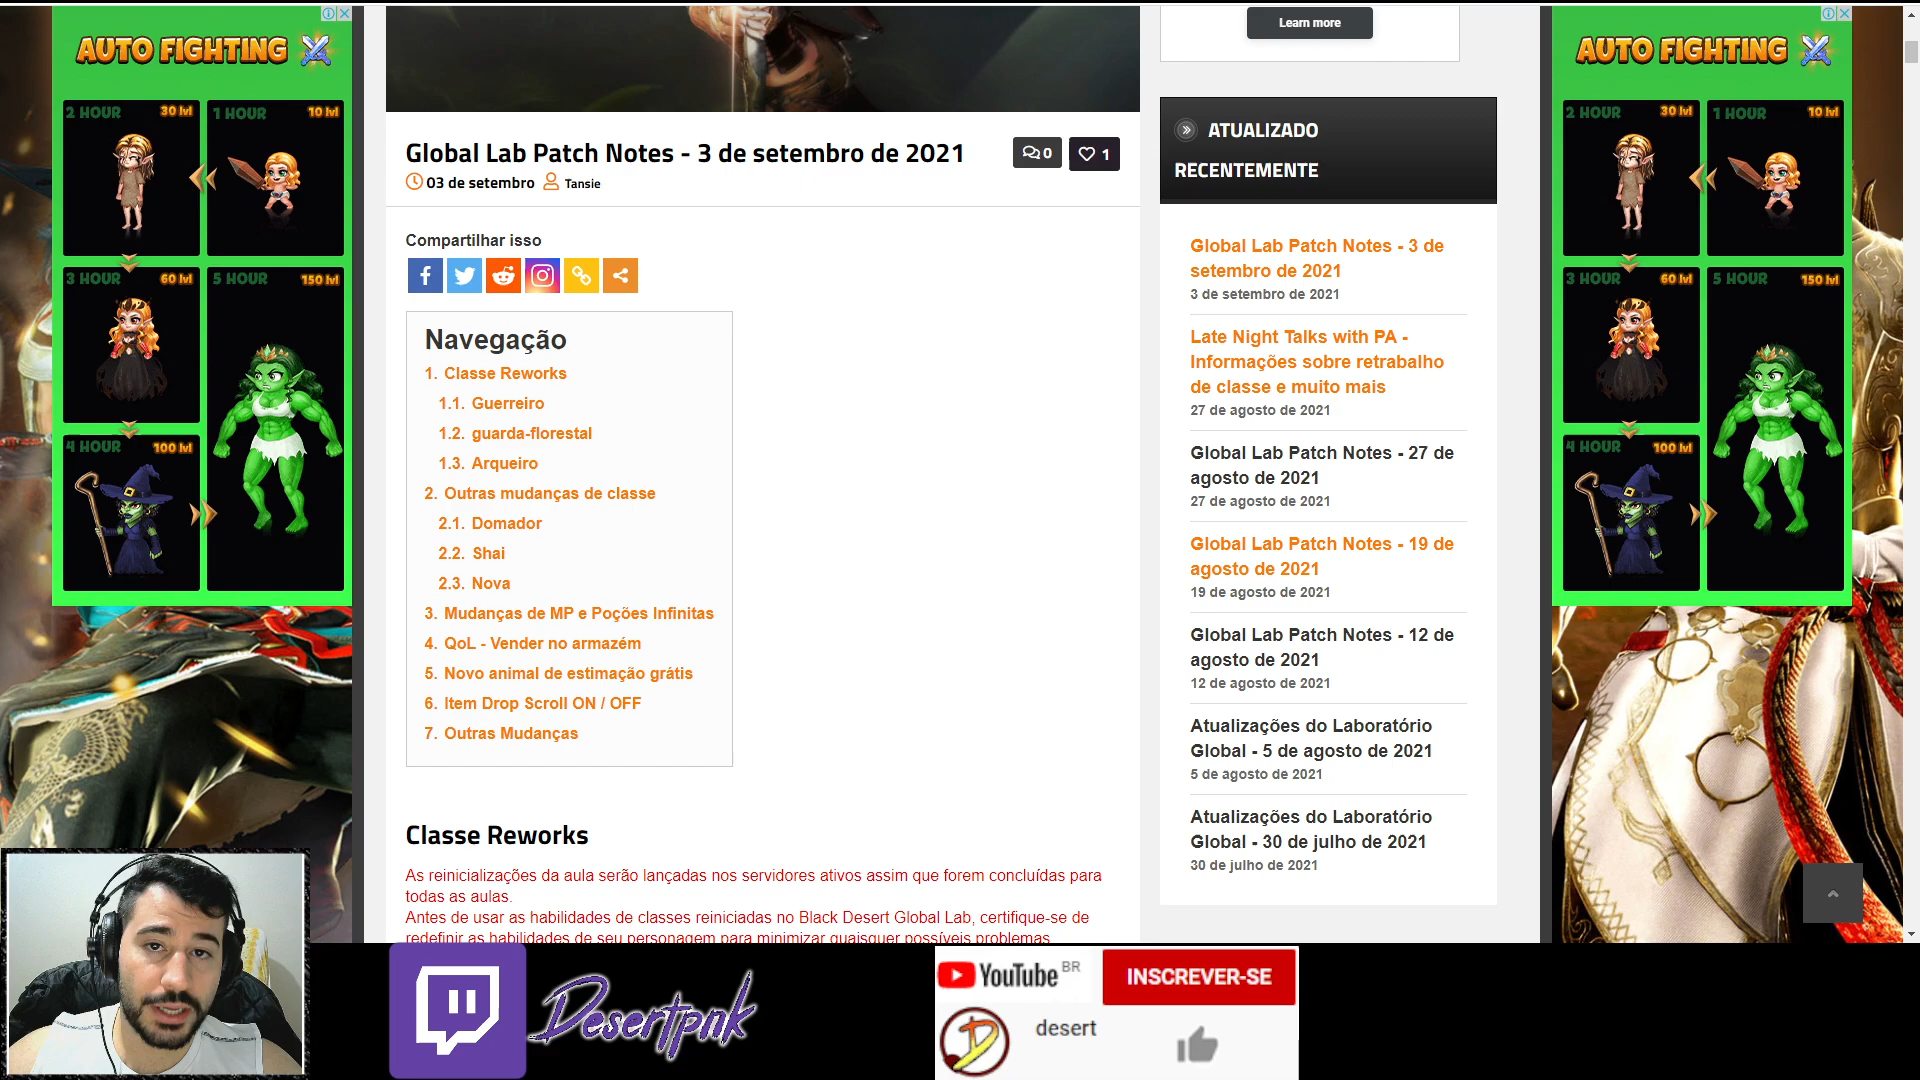 AUTO FIGHTING
2 HOUR 30 lvl
1 HOUR 10 lvl
3 HOUR 60 lvl
5 HOUR 150 lvl
4 HOUR 100 lvl
Global Lab Patch Notes - 3 de setembro de 2021
0
1
03 de setembro Tansie
Compartilhar isso
Navegação
1. Classe Reworks
1.1. Guerreiro
1.2. guarda-florestal
1.3. Arqueiro
2. Outras mudanças de classe
2.1. Domador
2.2. Shai
2.3. Nova
3. Mudanças de MP e Poções Infinitas
4. QoL - Vender no armazém
5. Novo animal de estimação grátis
6. Item Drop Scroll ON / OFF
7. Outras Mudanças
Classe Reworks
As reinicializações da aula serão lançadas nos servidores ativos assim que forem concluídas para
todas as aulas.
Antes de usar as habilidades de classes reiniciadas no Black Desert Global Lab, certifique-se de
redefinir as habilidades de seu personagem para minimizar quaisquer possíveis problemas
Learn more
ATUALIZADO
RECENTEMENTE
Global Lab Patch Notes - 3 de
setembro de 2021
3 de setembro de 2021
Late Night Talks with PA -
Informações sobre retrabalho
de classe e muito mais
27 de agosto de 2021
Global Lab Patch Notes - 27 de
agosto de 2021
27 de agosto de 2021
Global Lab Patch Notes - 19 de
agosto de 2021
19 de agosto de 2021
Global Lab Patch Notes - 12 de
agosto de 2021
12 de agosto de 2021
Atualizações do Laboratório
Global - 5 de agosto de 2021
5 de agosto de 2021
Atualizações do Laboratório
Global - 30 de julho de 2021
30 de julho de 2021
AUTO FIGHTING
2 HOUR 30 lvl
1 HOUR 10 lvl
3 HOUR 60 lvl
5 HOUR 150 lvl
4 HOUR 100 lvl
Desertpnk
YouTube BR
INSCREVER-SE
desert